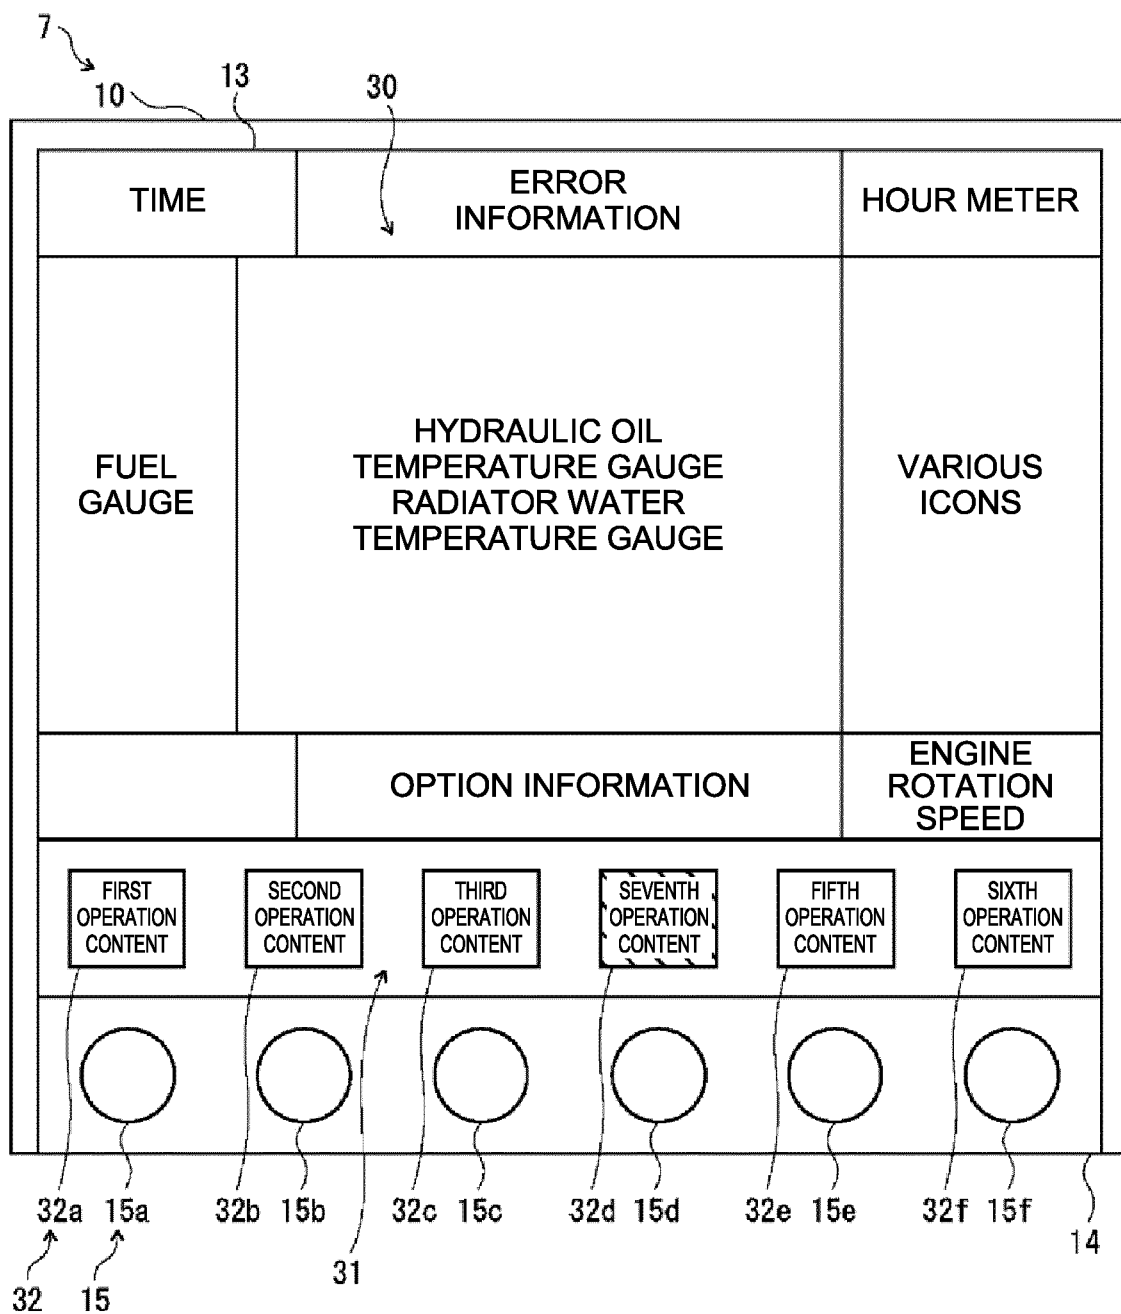 7
10
13
30
TIME
ERROR
INFORMATION
HOUR METER
FUEL
GAUGE
HYDRAULIC OIL
TEMPERATURE GAUGE
RADIATOR WATER
TEMPERATURE GAUGE
VARIOUS
ICONS
OPTION INFORMATION
ENGINE
ROTATION
SPEED
FIRST
OPERATION
CONTENT
SECOND
OPERATION
CONTENT
THIRD
OPERATION
CONTENT
SEVENTH
OPERATION
CONTENT
FIFTH
OPERATION
CONTENT
SIXTH
OPERATION
CONTENT
32a 15a 32b 15b 32c 15c 32d 15d 32e 15e 32f 15f 14
32 15 31